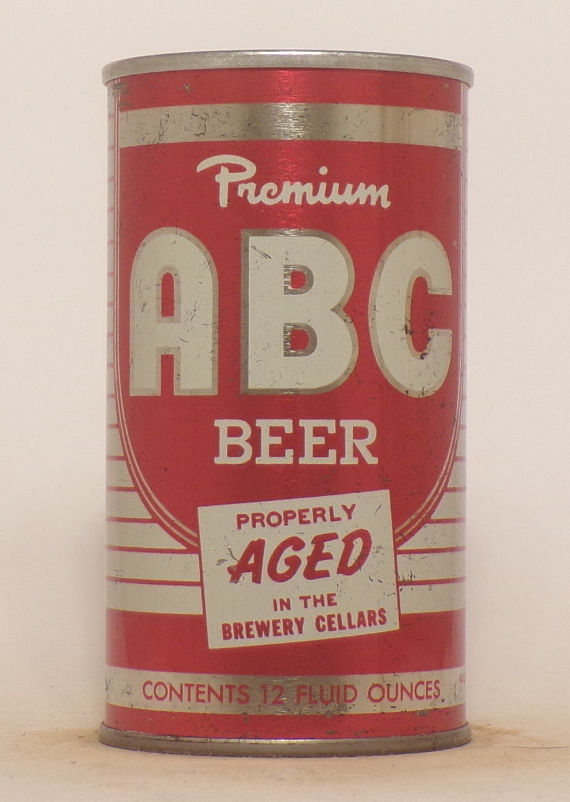 Premium
ABC
BEER
PROPERLY
AGED
IN THE
BREWERY CELLARS
CONTENTS 12 FLUID OUNCES